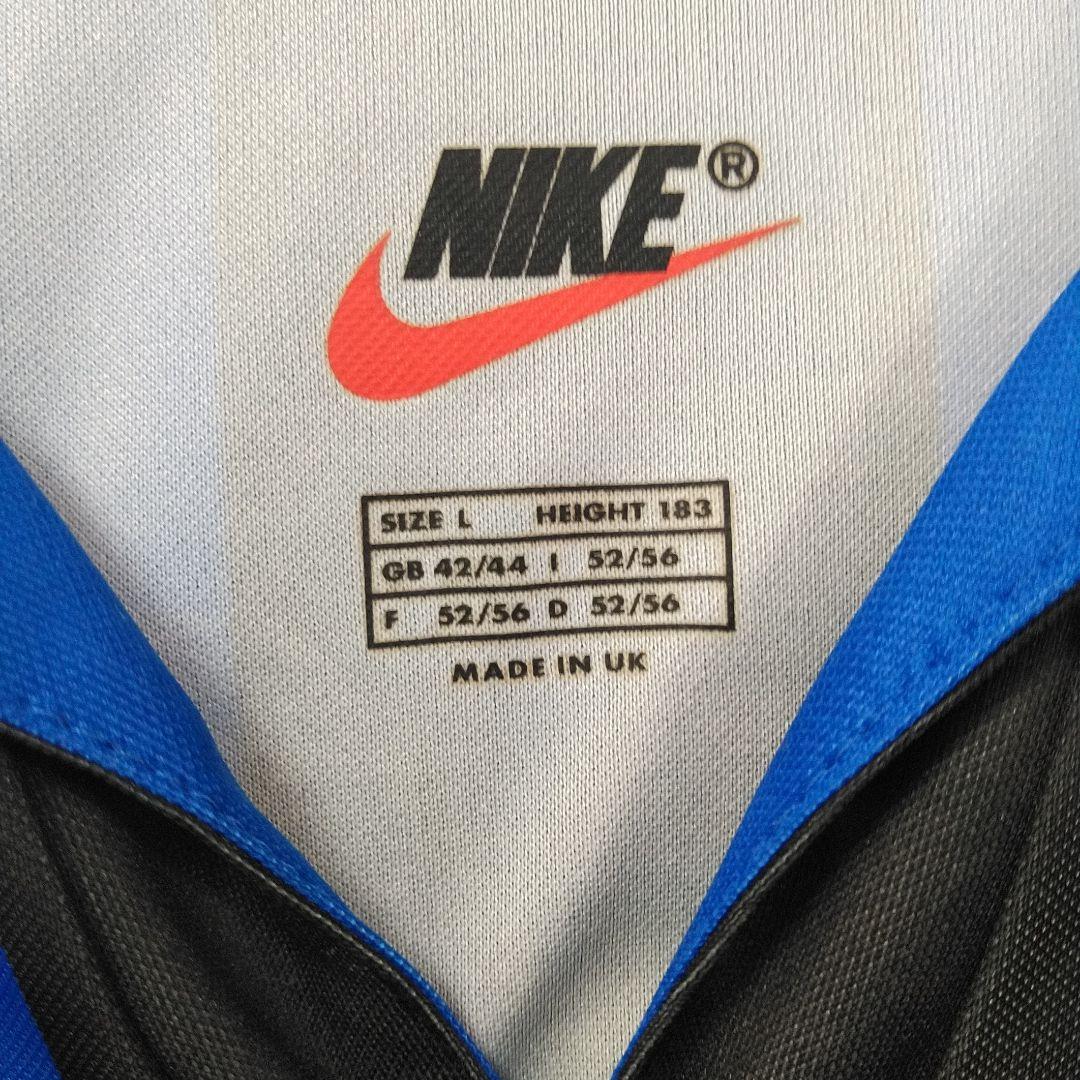 NIKE®
SIZE L HEIGHT 183
GB 42/44 I 52/56
F 52/56 D 52/56
MADE IN UK